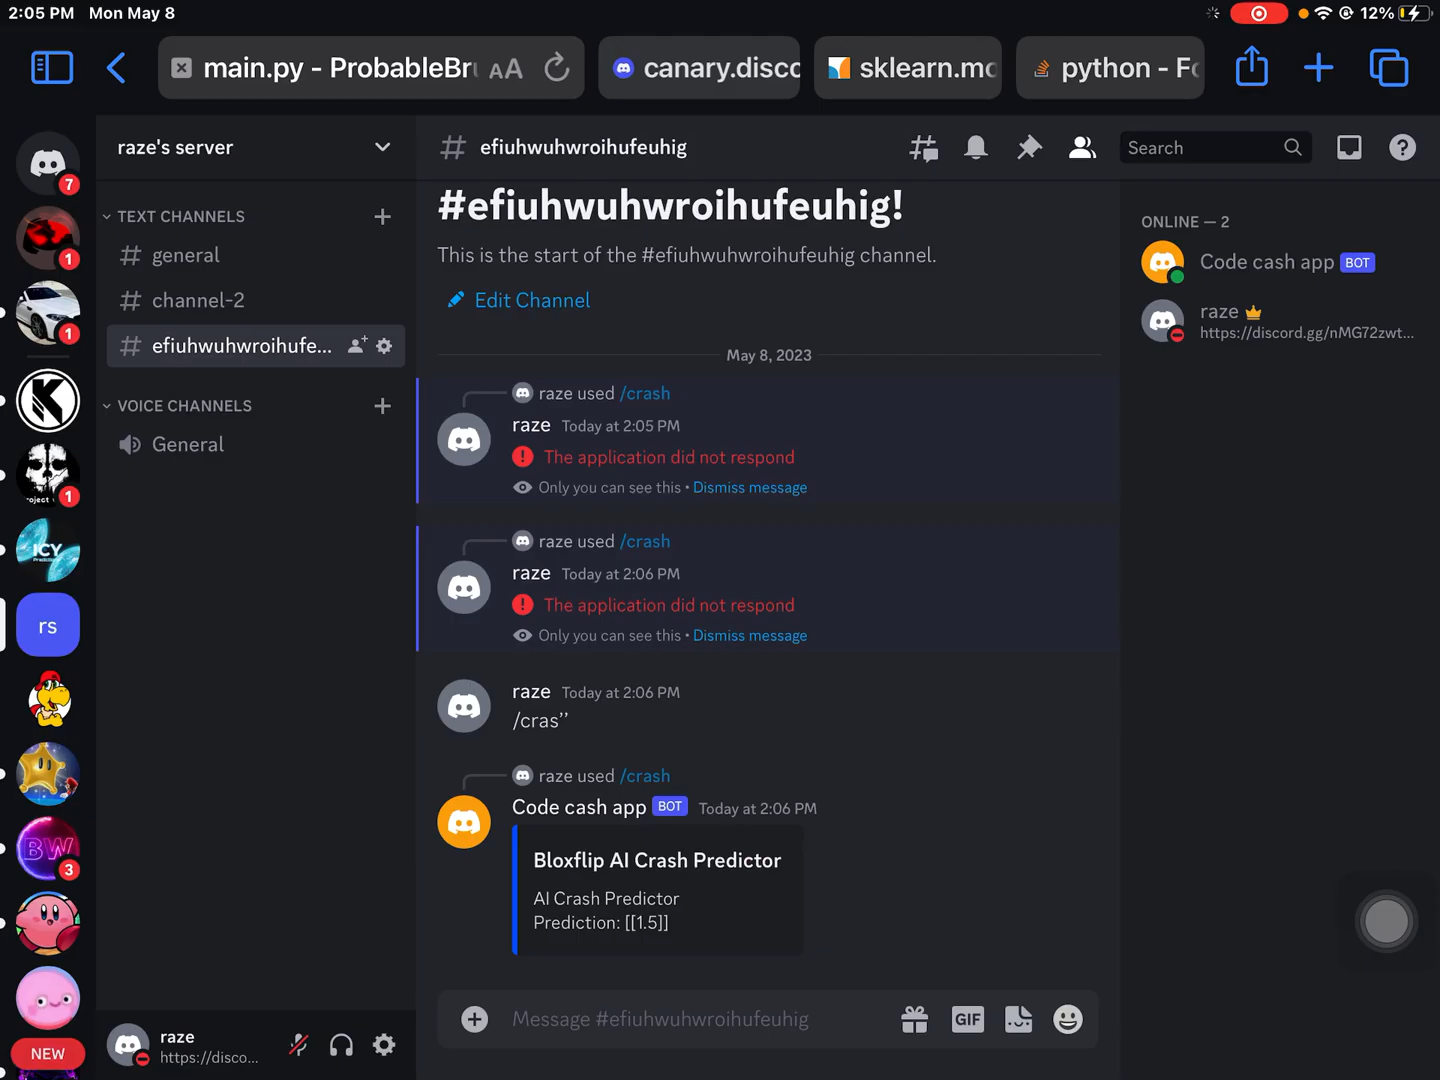 2:05 PM Mon May 8
12%
main.py - ProbableBru
AA
canary.disco
sklearn.mo
python - Fo
7
raze's server
# efiuhwuhwroihufeuhig
Search
1
#efiuhwuhwroihufeuhig!
ONLINE — 2
TEXT CHANNELS
# general
This is the start of the #efiuhwuhwroihufeuhig channel.
Code cash app BOT
1
# channel-2
Edit Channel
raze
https://discord.gg/nMG72zwt...
# efiuhwuhwroihufe...
May 8, 2023
K
VOICE CHANNELS
General
raze used /crash
raze Today at 2:05 PM
The application did not respond
Only you can see this • Dismiss message
roject
1
ICY
raze used /crash
raze Today at 2:06 PM
The application did not respond
Only you can see this • Dismiss message
rs
raze Today at 2:06 PM
/cras’’
raze used /crash
Code cash app BOT Today at 2:06 PM
Bloxflip AI Crash Predictor
AI Crash Predictor
Prediction: [[1.5]]
BW
3
Message #efiuhwuhwroihufeuhig
GIF
raze
https://disco...
NEW